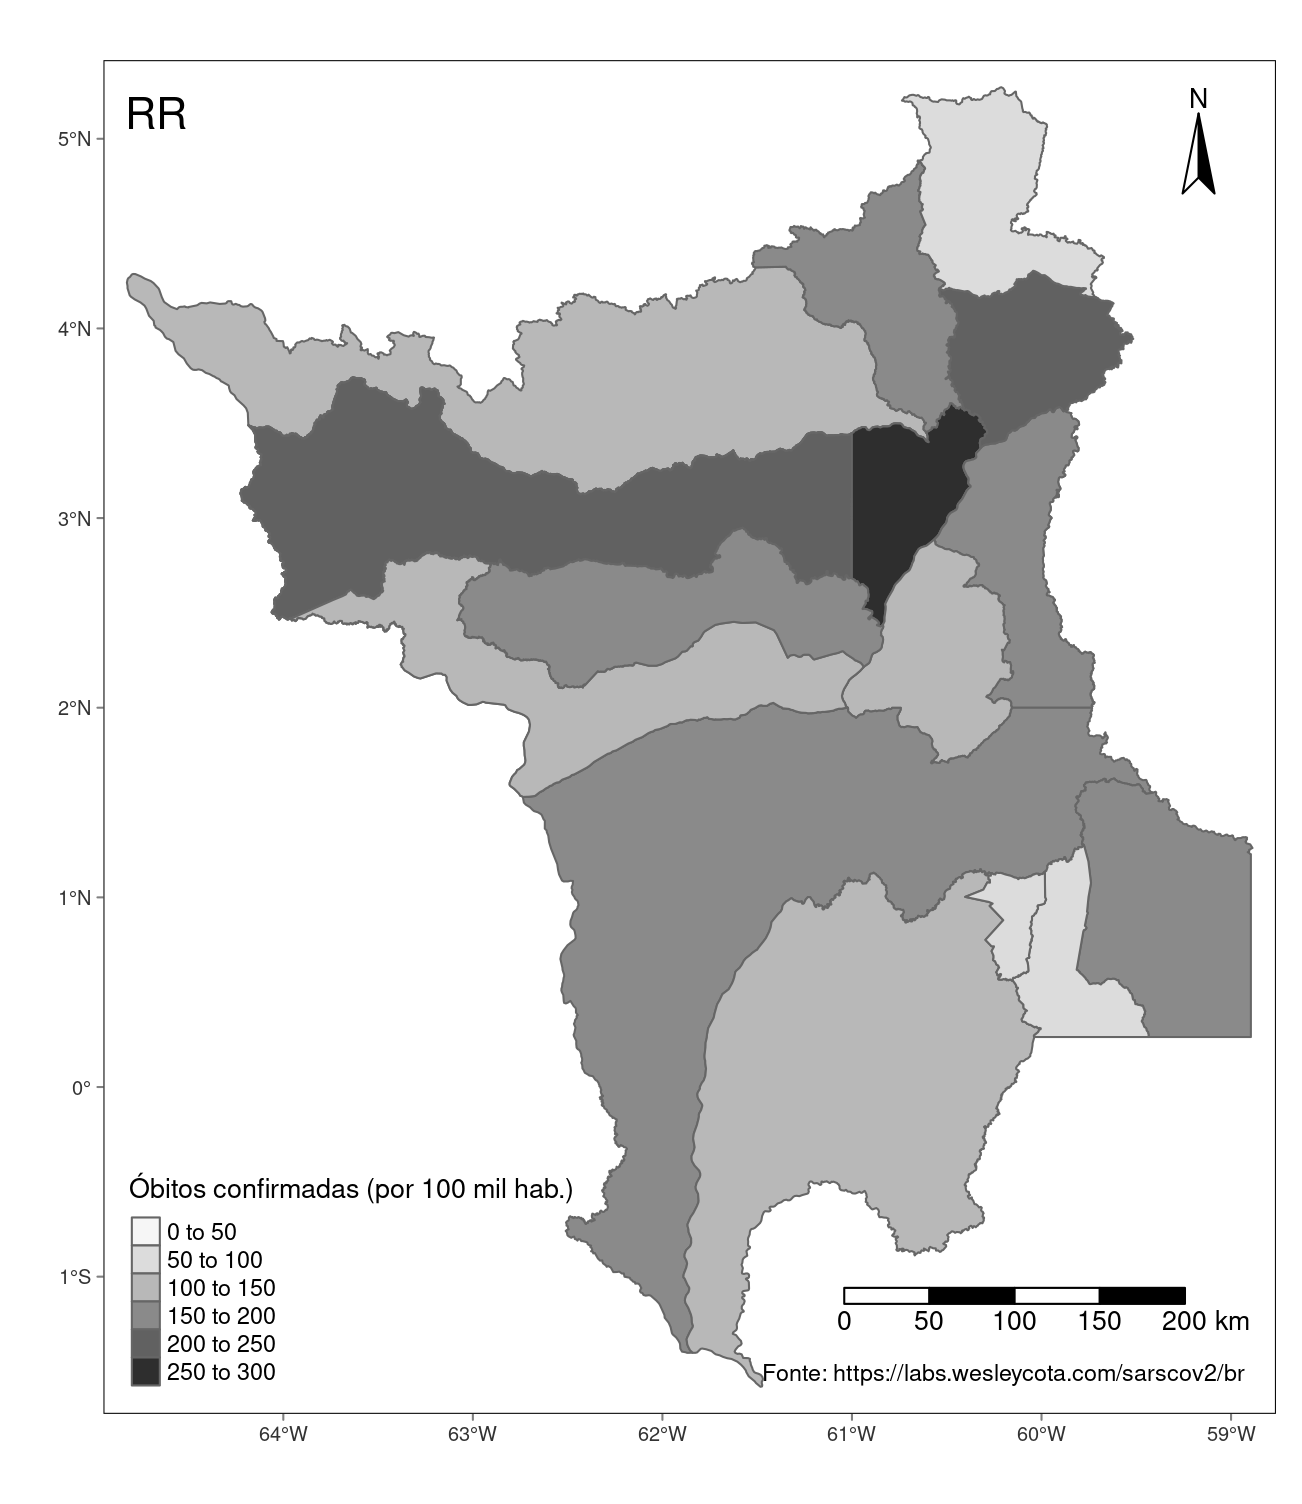 RR
N
5°N
4°N
3°N
2°N
1°N
0°
1°S
Óbitos confirmadas (por 100 mil hab.)
0 to 50
50 to 100
100 to 150
150 to 200
200 to 250
250 to 300
0 50 100 150 200 km
Fonte: https://labs.wesleycota.com/sarscov2/br
64°W 63°W 62°W 61°W 60°W 59°W